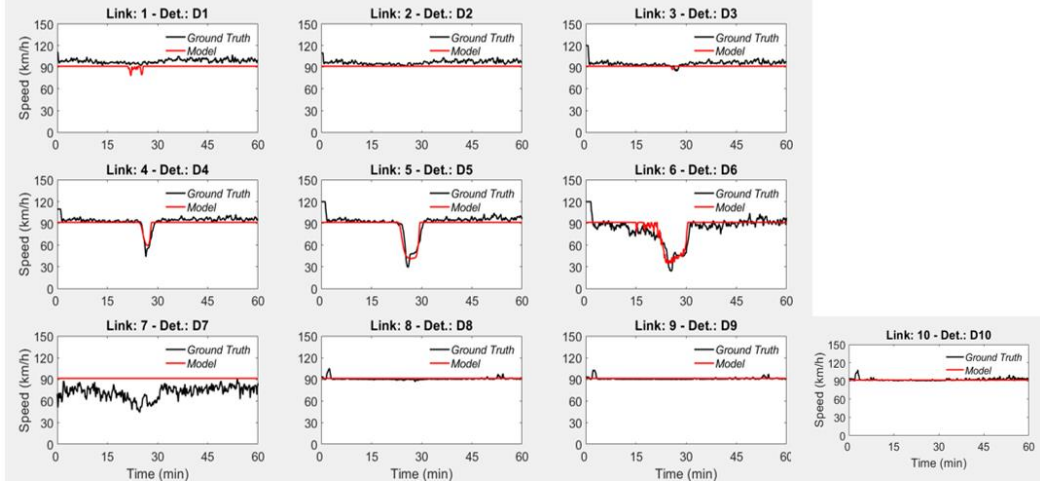 Link: 1 - Det.: D1
Speed (km/h)
150
120
90
60
30
0
Ground Truth
Model
0 15 30 45 60
Link: 2 - Det.: D2
150
120
90
60
30
0
Ground Truth
Model
0 15 30 45 60
Link: 3 - Det.: D3
150
120
90
60
30
0
Ground Truth
Model
0 15 30 45 60
Link: 4 - Det.: D4
Speed (km/h)
150
120
90
60
30
0
Ground Truth
Model
0 15 30 45 60
Link: 5 - Det.: D5
150
120
90
60
30
0
Ground Truth
Model
0 15 30 45 60
Link: 6 - Det.: D6
150
120
90
60
30
0
Ground Truth
Model
0 15 30 45 60
Link: 7 - Det.: D7
Speed (km/h)
150
120
90
60
30
0
Ground Truth
Model
0 15 30 45 60
Time (min)
Link: 8 - Det.: D8
150
120
90
60
30
0
Ground Truth
Model
0 15 30 45 60
Time (min)
Link: 9 - Det.: D9
150
120
90
60
30
0
Ground Truth
Model
0 15 30 45 60
Time (min)
Link: 10 - Det.: D10
Speed (km/h)
150
120
90
60
30
0
Ground Truth
Model
0 15 30 45 60
Time (min)